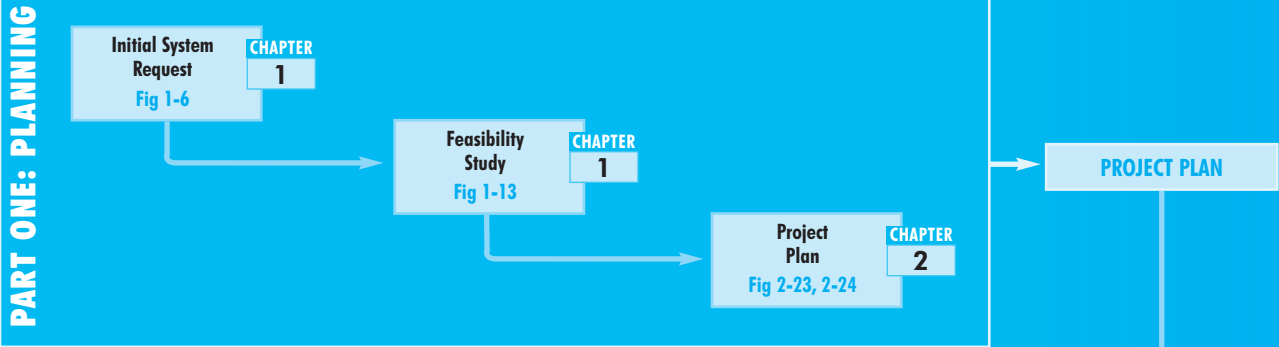 PART ONE: PLANNING
Initial System
Request
Fig 1-6
CHAPTER
1
Feasibility
Study
Fig 1-13
CHAPTER
1
Project
Plan
Fig 2-23, 2-24
CHAPTER
2
PROJECT PLAN